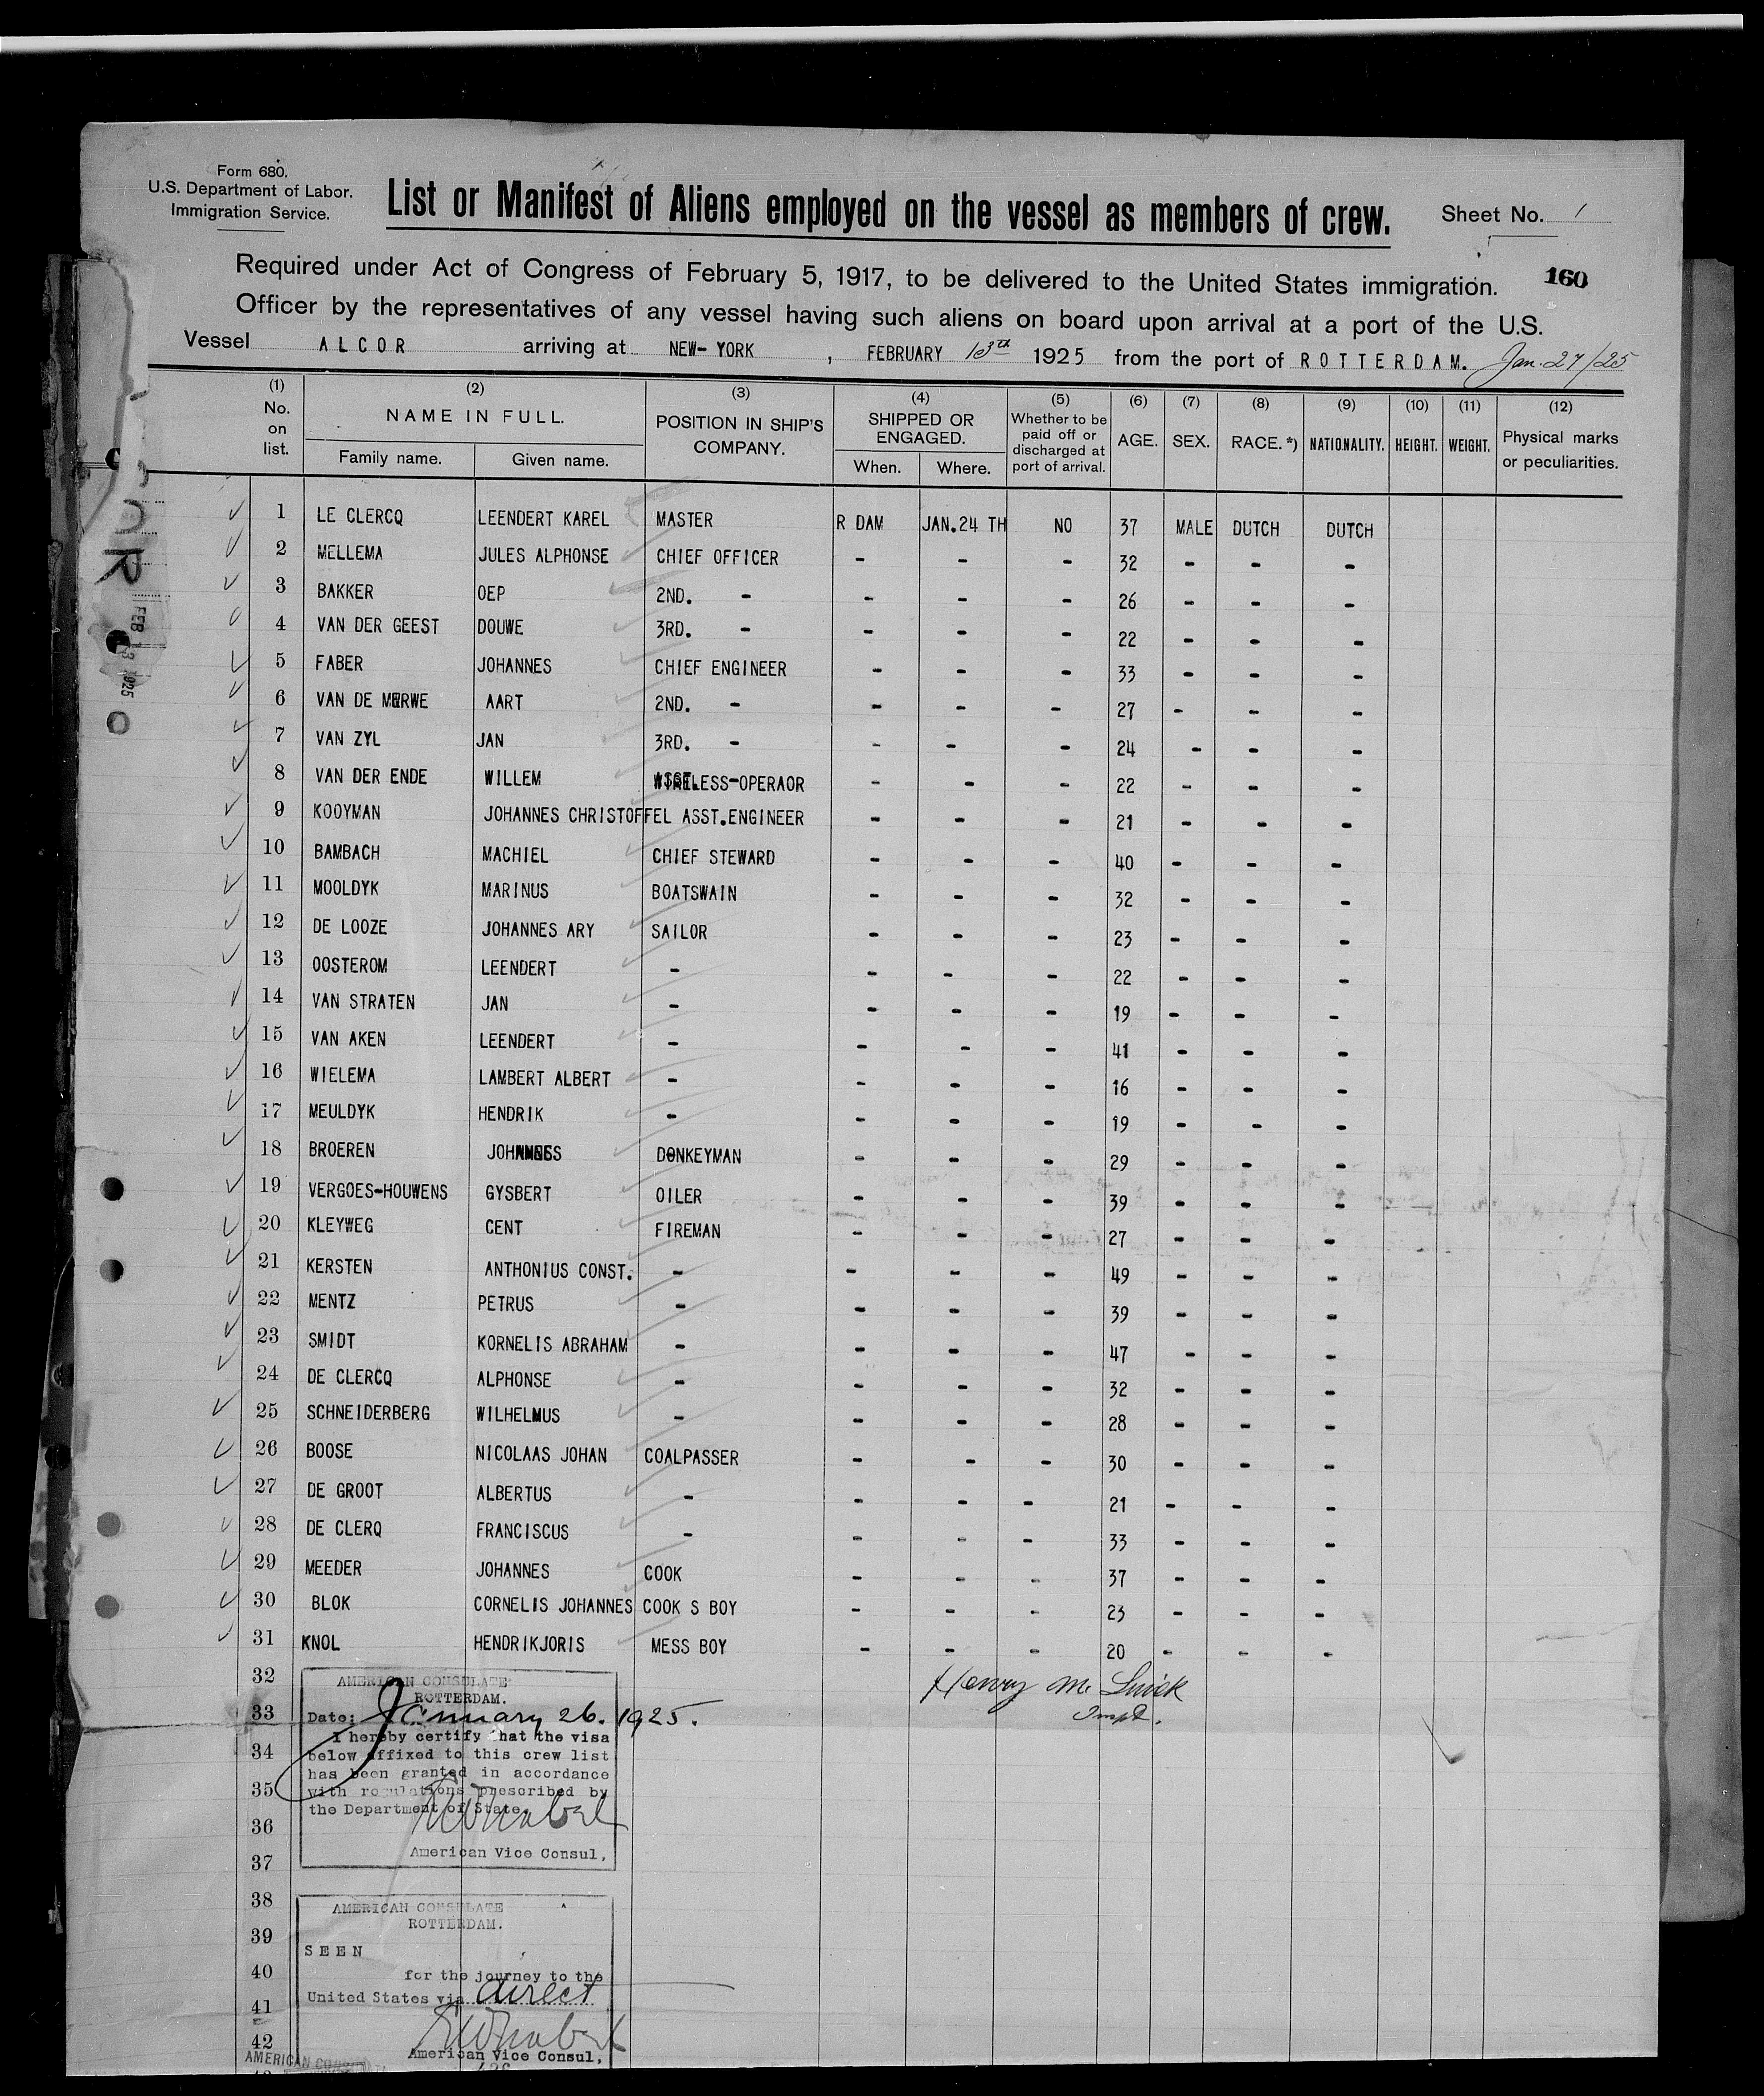 Form 680.
U.S. Department of Labor.
Immigration Service.
List or Manifest of Aliens employed on the vessel as members of crew.
Sheet No. 1
Required under Act of Congress of February 5, 1917, to be delivered to the United States immigration.
160
Officer by the representatives of any vessel having such aliens on board upon arrival at a port of the U.S.
Vessel ALCOR arriving at NEW-YORK , FEBRUARY 13th 1925 from the port of ROTTERDAM. Jan. 27/25
(1) No. on list. (2) NAME IN FULL. Family name. Given name. (3) POSITION IN SHIP'S COMPANY. (4) SHIPPED OR ENGAGED. When. Where. (5) Whether to be paid off or discharged at port of arrival. (6) AGE. (7) SEX. (8) RACE.*) (9) NATIONALITY. (10) HEIGHT. (11) WEIGHT. (12) Physical marks or peculiarities.
1 LE CLERCQ LEENDERT KAREL MASTER R DAM JAN.24 TH NO 37 MALE DUTCH DUTCH
2 MELLEMA JULES ALPHONSE CHIEF OFFICER - - - 32 - - -
3 BAKKER OEP 2ND. - - - - 26 - - -
4 VAN DER GEEST DOUWE 3RD. - - - - 22 - - -
5 FABER JOHANNES CHIEF ENGINEER - - - 33 - - -
6 VAN DE MERWE AART 2ND. - - - - 27 - - -
7 VAN ZYL JAN 3RD. - - - - 24 - - -
8 VAN DER ENDE WILLEM WIRELESS-OPERAOR - - - 22 - - -
9 KOOYMAN JOHANNES CHRISTOFFEL ASST.ENGINEER - - - 21 - - -
10 BAMBACH MACHIEL CHIEF STEWARD - - - 40 - - -
11 MOOLDYK MARINUS BOATSWAIN - - - 32 - - -
12 DE LOOZE JOHANNES ARY SAILOR - - - 23 - - -
13 OOSTEROM LEENDERT - - - - 22 - - -
14 VAN STRATEN JAN - - - - 19 - - -
15 VAN AKEN LEENDERT - - - - 41 - - -
16 WIELEMA LAMBERT ALBERT - - - - 16 - - -
17 MEULDYK HENDRIK - - - - 19 - - -
18 BROEREN JOHANNES DONKEYMAN - - - 29 - - -
19 VERGOES-HOUWENS GYSBERT OILER - - - 39 - - -
20 KLEYWEG CENT FIREMAN - - - 27 - - -
21 KERSTEN ANTHONIUS CONST. - - - - 49 - - -
22 MENTZ PETRUS - - - - 39 - - -
23 SMIDT KORNELIS ABRAHAM - - - - 47 - - -
24 DE CLERCQ ALPHONSE - - - - 32 - - -
25 SCHNEIDERBERG WILHELMUS - - - - 28 - - -
26 BOOSE NICOLAAS JOHAN COALPASSER - - - 30 - - -
27 DE GROOT ALBERTUS - - - - 21 - - -
28 DE CLERQ FRANCISCUS - - - - 33 - - -
29 MEEDER JOHANNES COOK - - - 37 - - -
30 BLOK CORNELIS JOHANNES COOK S BOY - - - 23 - - -
31 KNOL HENDRIKJORIS MESS BOY - - - 20 - - -
32
33
34
35
36
37
38
39
40
41
42
Henry M.
AMERICAN CONSULATE
ROTTERDAM.
Date: January 26. 1925.
I hereby certify that the visa
below affixed to this crew list
has been granted in accordance
with regulations prescribed by
the Department of State.
American Vice Consul,
AMERICAN CONSULATE
ROTTERDAM.
SEEN
for the journey to the
United States via direct
American Vice Consul,
AMERICAN
FEB 13 1925